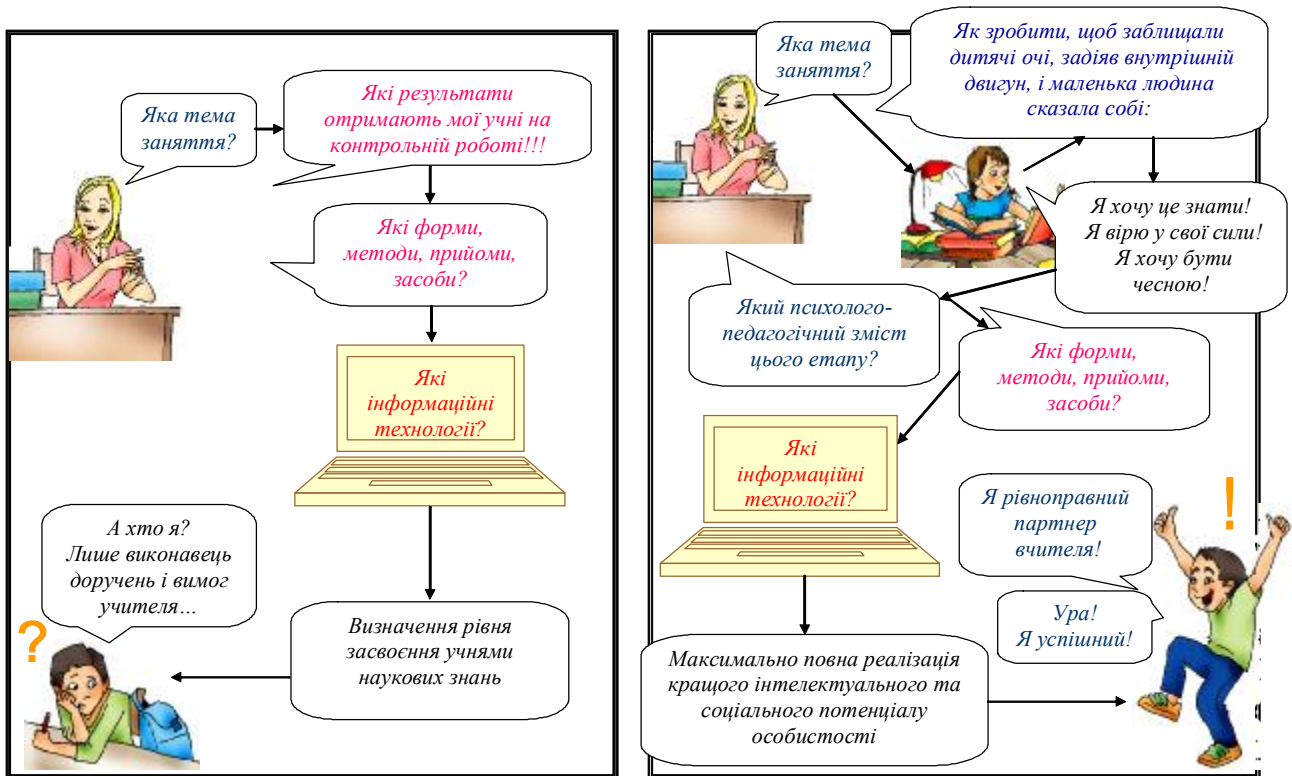 Яка тема
заняття?
Які результати
отримають мої учні на
контрольній роботі!!!
Які форми,
методи, прийоми,
засоби?
Які
інформаційні
технології?
А хто я?
Лише виконавець
доручень і вимог
учителя…
?
Визначення рівня
засвоєння учнями
наукових знань
Яка тема
заняття?
Як зробити, щоб заблищали
дитячі очі, задіяв внутрішній
двигун, і маленька людина
сказала собі:
Я хочу це знати!
Я вірю у свої сили!
Я хочу бути
чесною!
Який психолого-
педагогічний зміст
цього етапу?
Які форми,
методи, прийоми,
засоби?
Які
інформаційні
технології?
Я рівноправний
партнер
вчителя!
!
Ура!
Я успішний!
Максимально повна реалізація
кращого інтелектуального та
соціального потенціалу
особистості